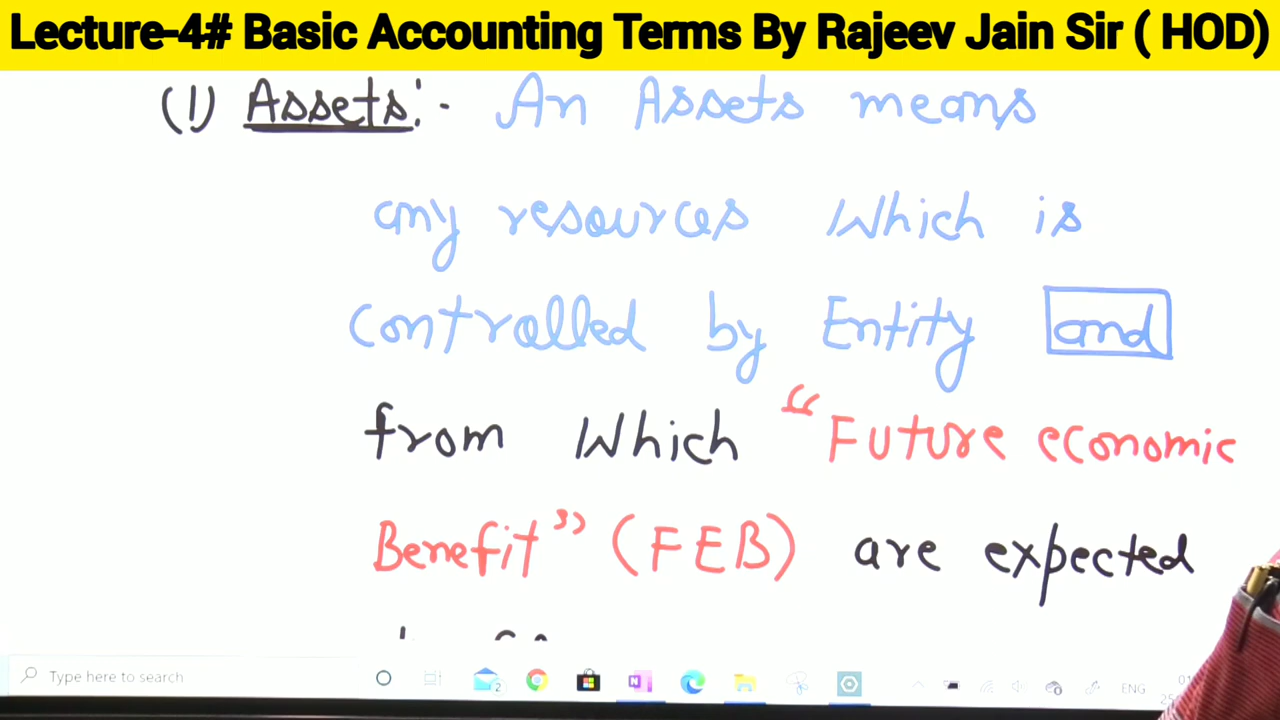 Lecture-4# Basic Accounting Terms By Rajeev Jain Sir ( HOD)
(1) Assets:- An Assets means
any resources Which is
controlled by Entity and
from Which "Future economic
Benefit" (FEB) are expected
Type here to search
2
ENG